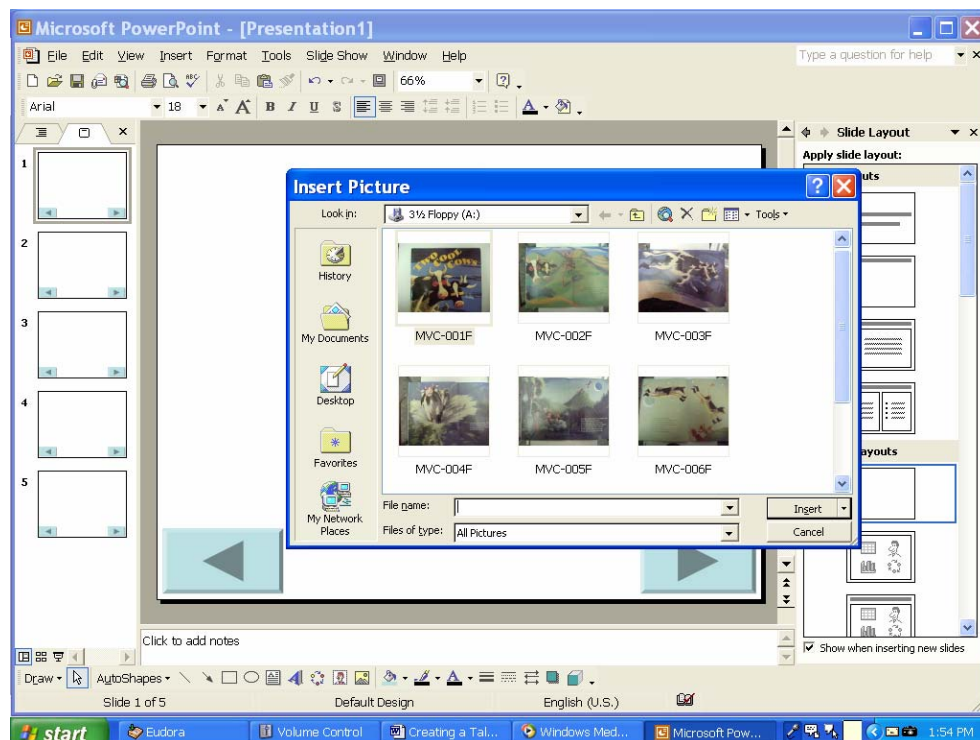 Microsoft PowerPoint - [Presentation1]
File Edit View Insert Format Tools Slide Show Window Help
Type a question for help
66%
Arial
18
B I U S
1
2
3
4
5
Slide Layout
Apply slide layout:
Insert Picture
Look in:
3½ Floppy (A:)
Tools
History
My Documents
Desktop
Favorites
My Network
Places
TWO
COOL
COWS
MVC-001F
MVC-002F
MVC-003F
MVC-004F
MVC-005F
MVC-006F
File name:
Insert
Files of type:
All Pictures
Cancel
Click to add notes
Show when inserting new slides
Draw
AutoShapes
Slide 1 of 5
Default Design
English (U.S.)
start
Eudora
Volume Control
Creating a Tal...
Windows Med...
Microsoft Pow...
1:54 PM